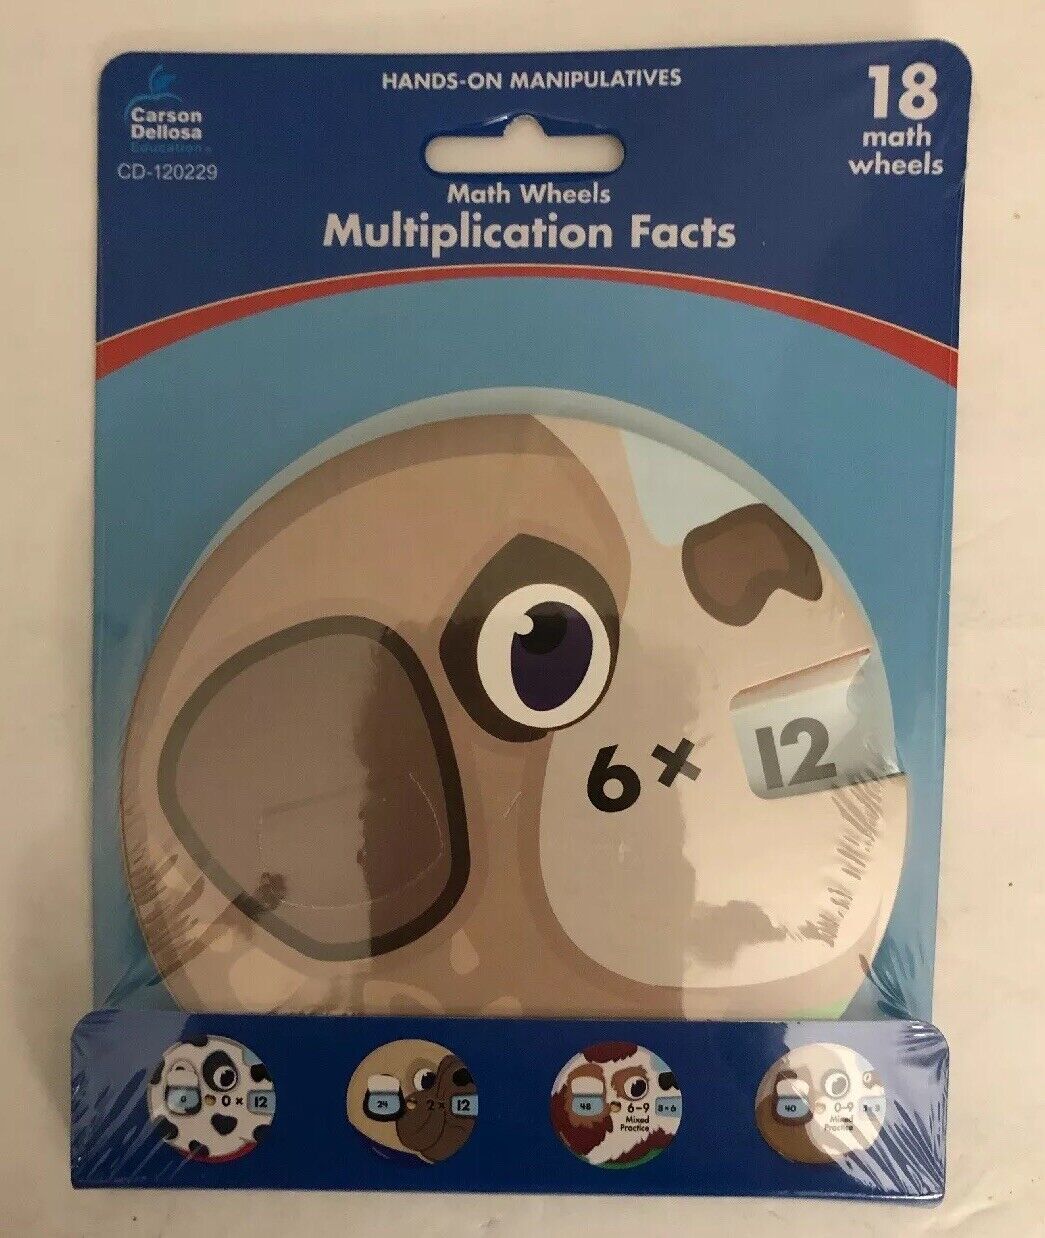 HANDS-ON MANIPULATIVES
Carson
Dellosa
Education
CD-120229
18
math
wheels
Math Wheels
Multiplication Facts
6 × 12
0 0 × 12
24 2 × 12
48 6-9 8 × 6
Mixed
Practice
40 0-9
Mixed
Practice